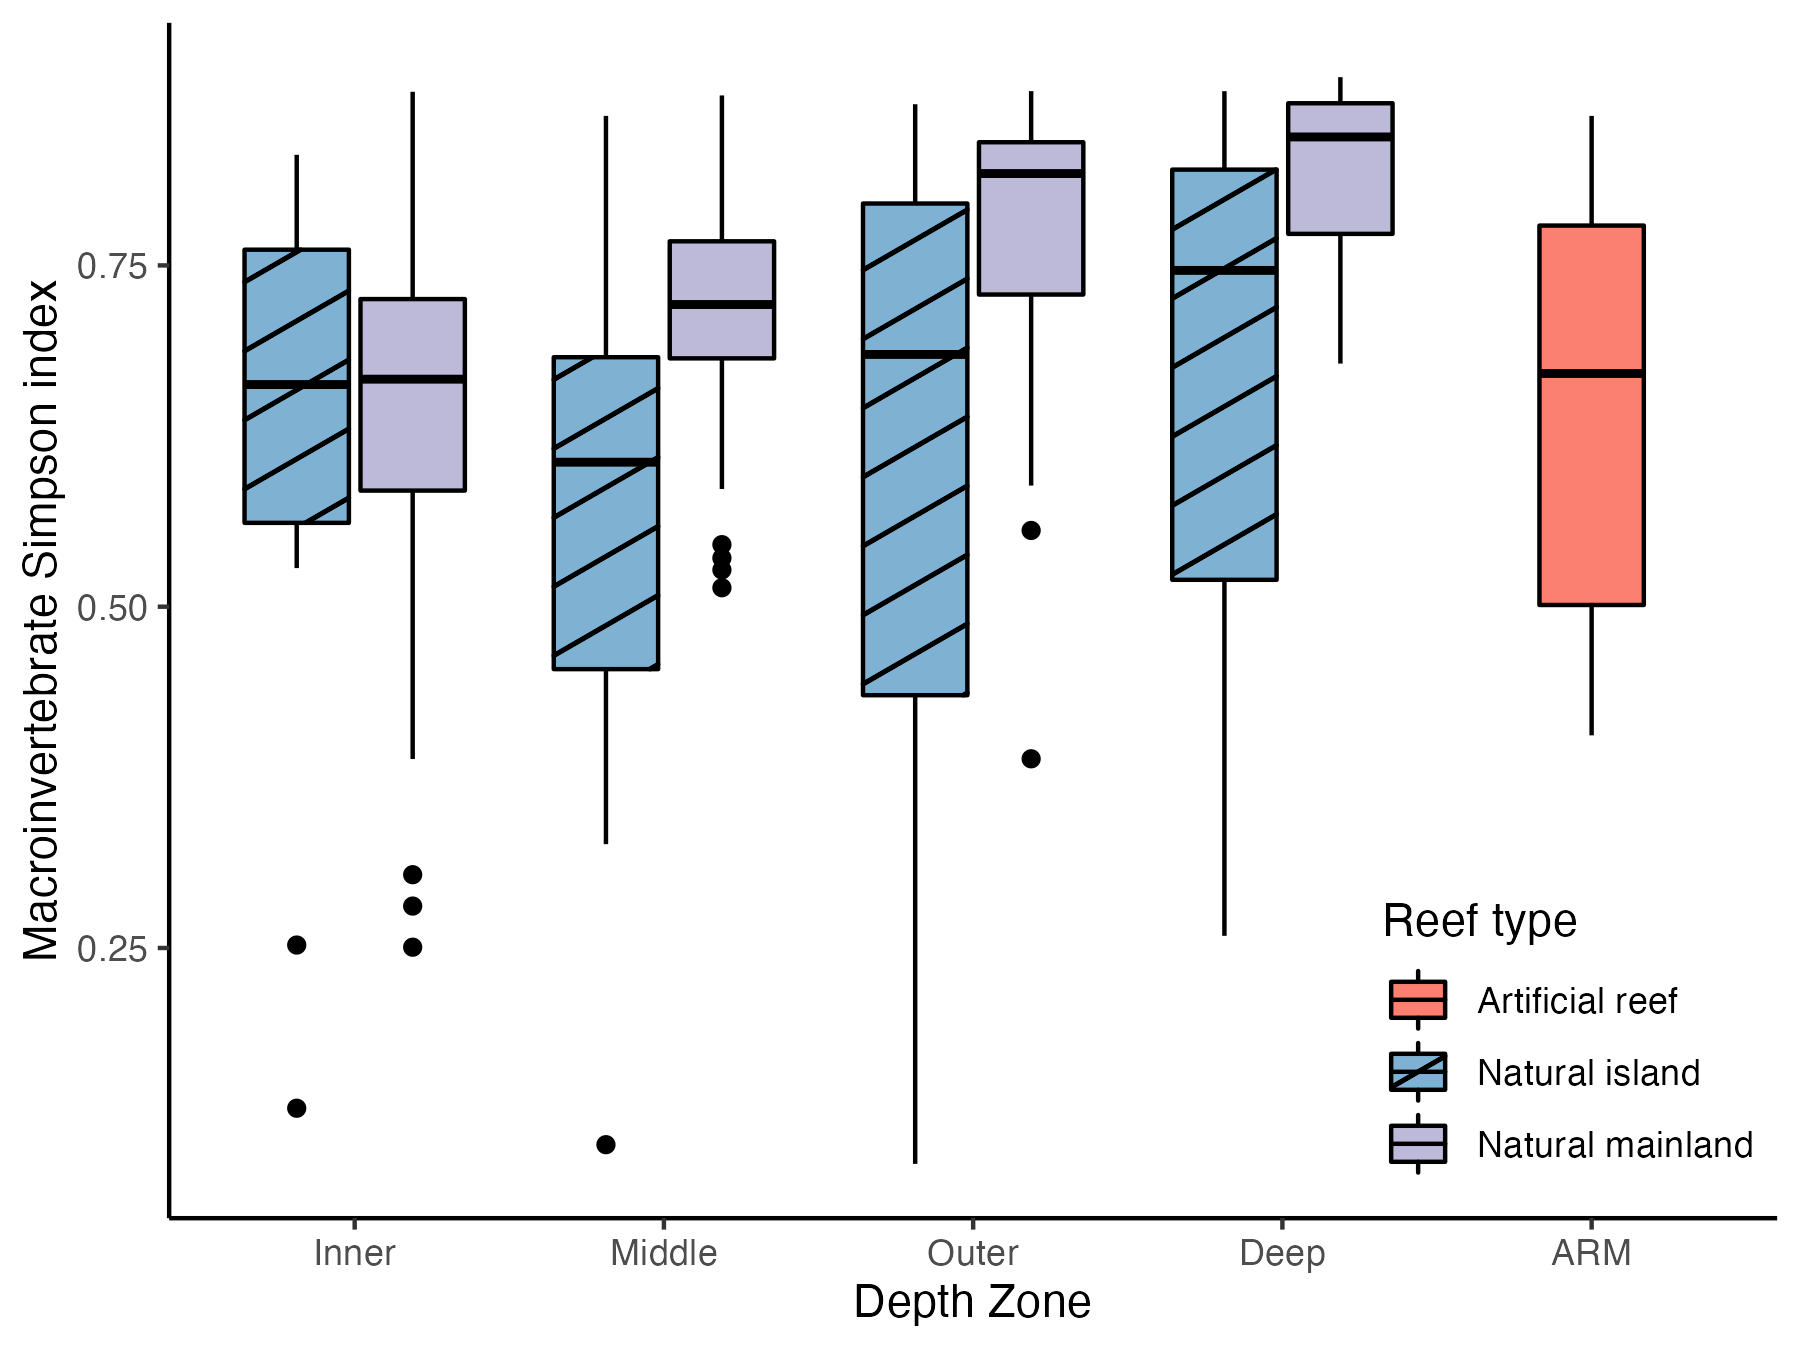 Macroinvertebrate Simpson index
0.75
0.50
0.25
Inner
Middle
Outer
Deep
ARM
Depth Zone
Reef type
Artificial reef
Natural island
Natural mainland